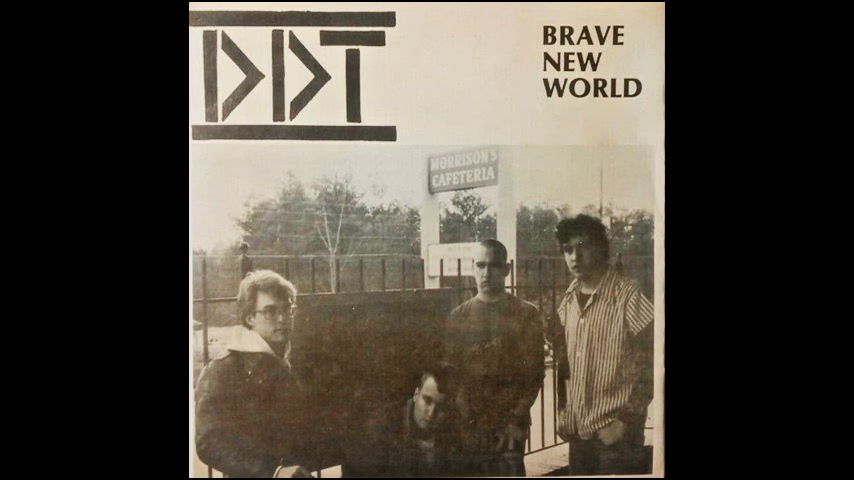 DDT
BRAVE
NEW
WORLD
MORRISON'S
CAFETERIA